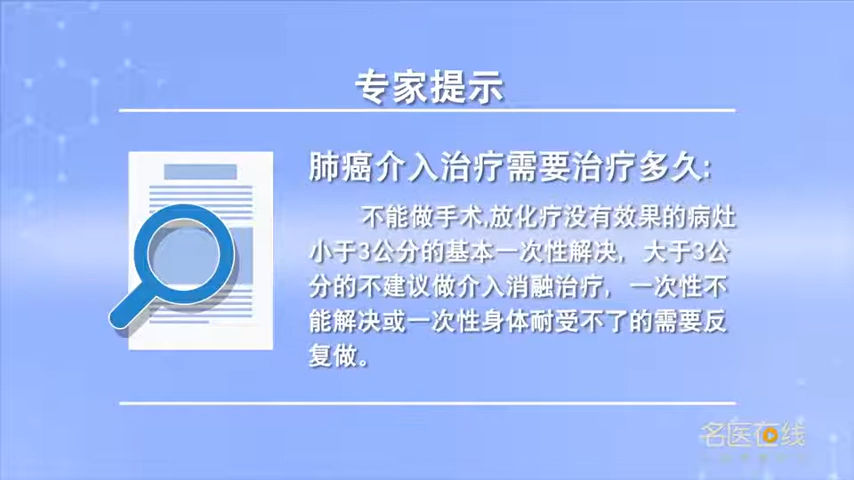 专家提示
肺癌介入治疗需要治疗多久:
不能做手术,放化疗没有效果的病灶
小于3公分的基本一次性解决，大于3公
分的不建议做介入消融治疗，一次性不
能解决或一次性身体耐受不了的需要反
复做。
名医在线